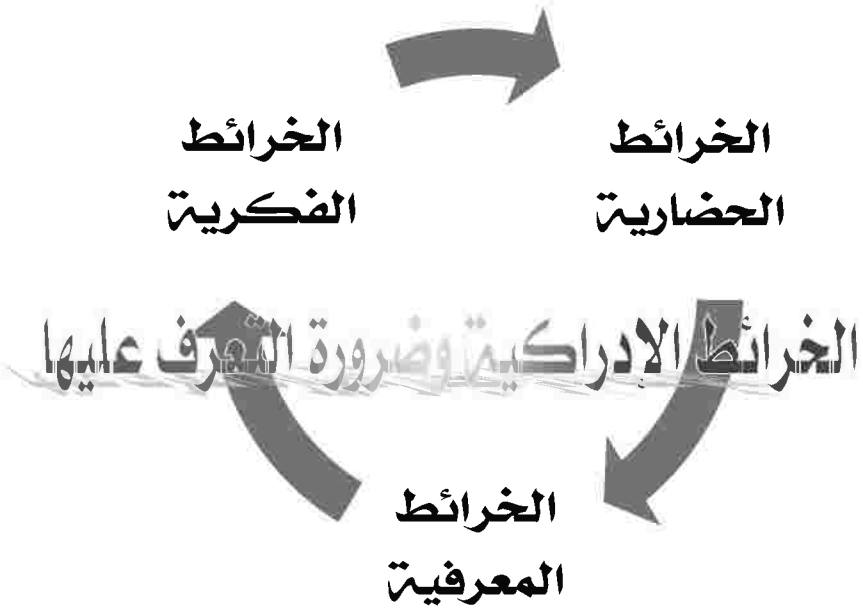 الخرائط
الحضارية
الخرائط
الفكرية
الخرائط الإدراكية وضرورة التعرف عليها
الخرائط
المعرفية